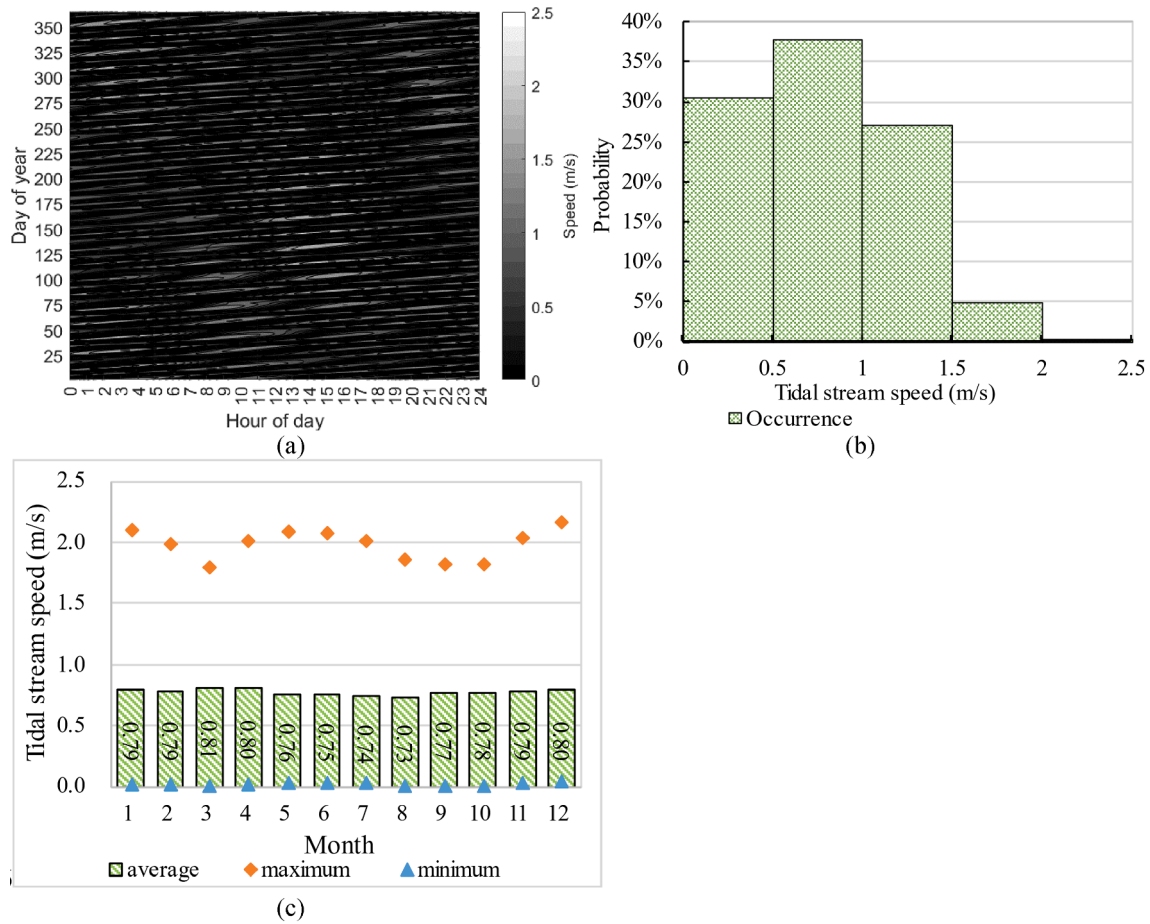 350
325
300
275
250
225
200
175
150
125
100
75
50
25
Day of year
0 1 2 3 4 5 6 7 8 9 10 11 12 13 14 15 16 17 18 19 20 21 22 23 24
Hour of day
2.5
2
1.5
1
0.5
0
Speed (m/s)
(a)
40%
35%
30%
25%
20%
15%
10%
5%
0%
Probability
0 0.5 1 1.5 2 2.5
Tidal stream speed (m/s)
Occurrence
(b)
2.5
2.0
1.5
1.0
0.5
0.0
Tidal stream speed (m/s)
0.79 0.79 0.81 0.80 0.76 0.75 0.74 0.73 0.77 0.78 0.79 0.80
1 2 3 4 5 6 7 8 9 10 11 12
Month
average maximum minimum
(c)